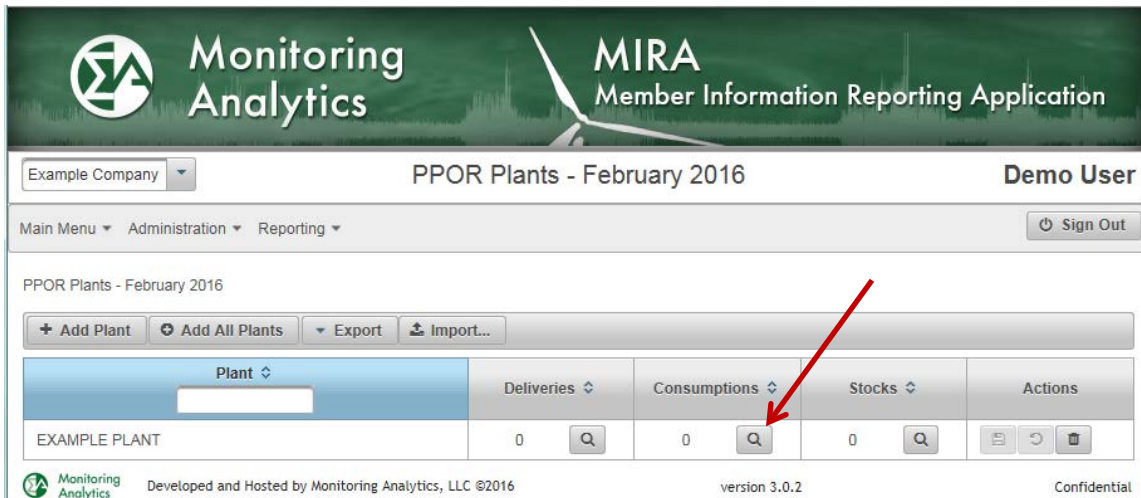 Monitoring Analytics
MIRA
Member Information Reporting Application
Example Company
PPOR Plants - February 2016
Demo User
Main Menu Administration Reporting
Sign Out
PPOR Plants - February 2016
+ Add Plant Add All Plants Export Import...
Plant Deliveries Consumptions Stocks Actions
EXAMPLE PLANT 0 0 0
Monitoring Analytics Developed and Hosted by Monitoring Analytics, LLC ©2016 version 3.0.2 Confidential